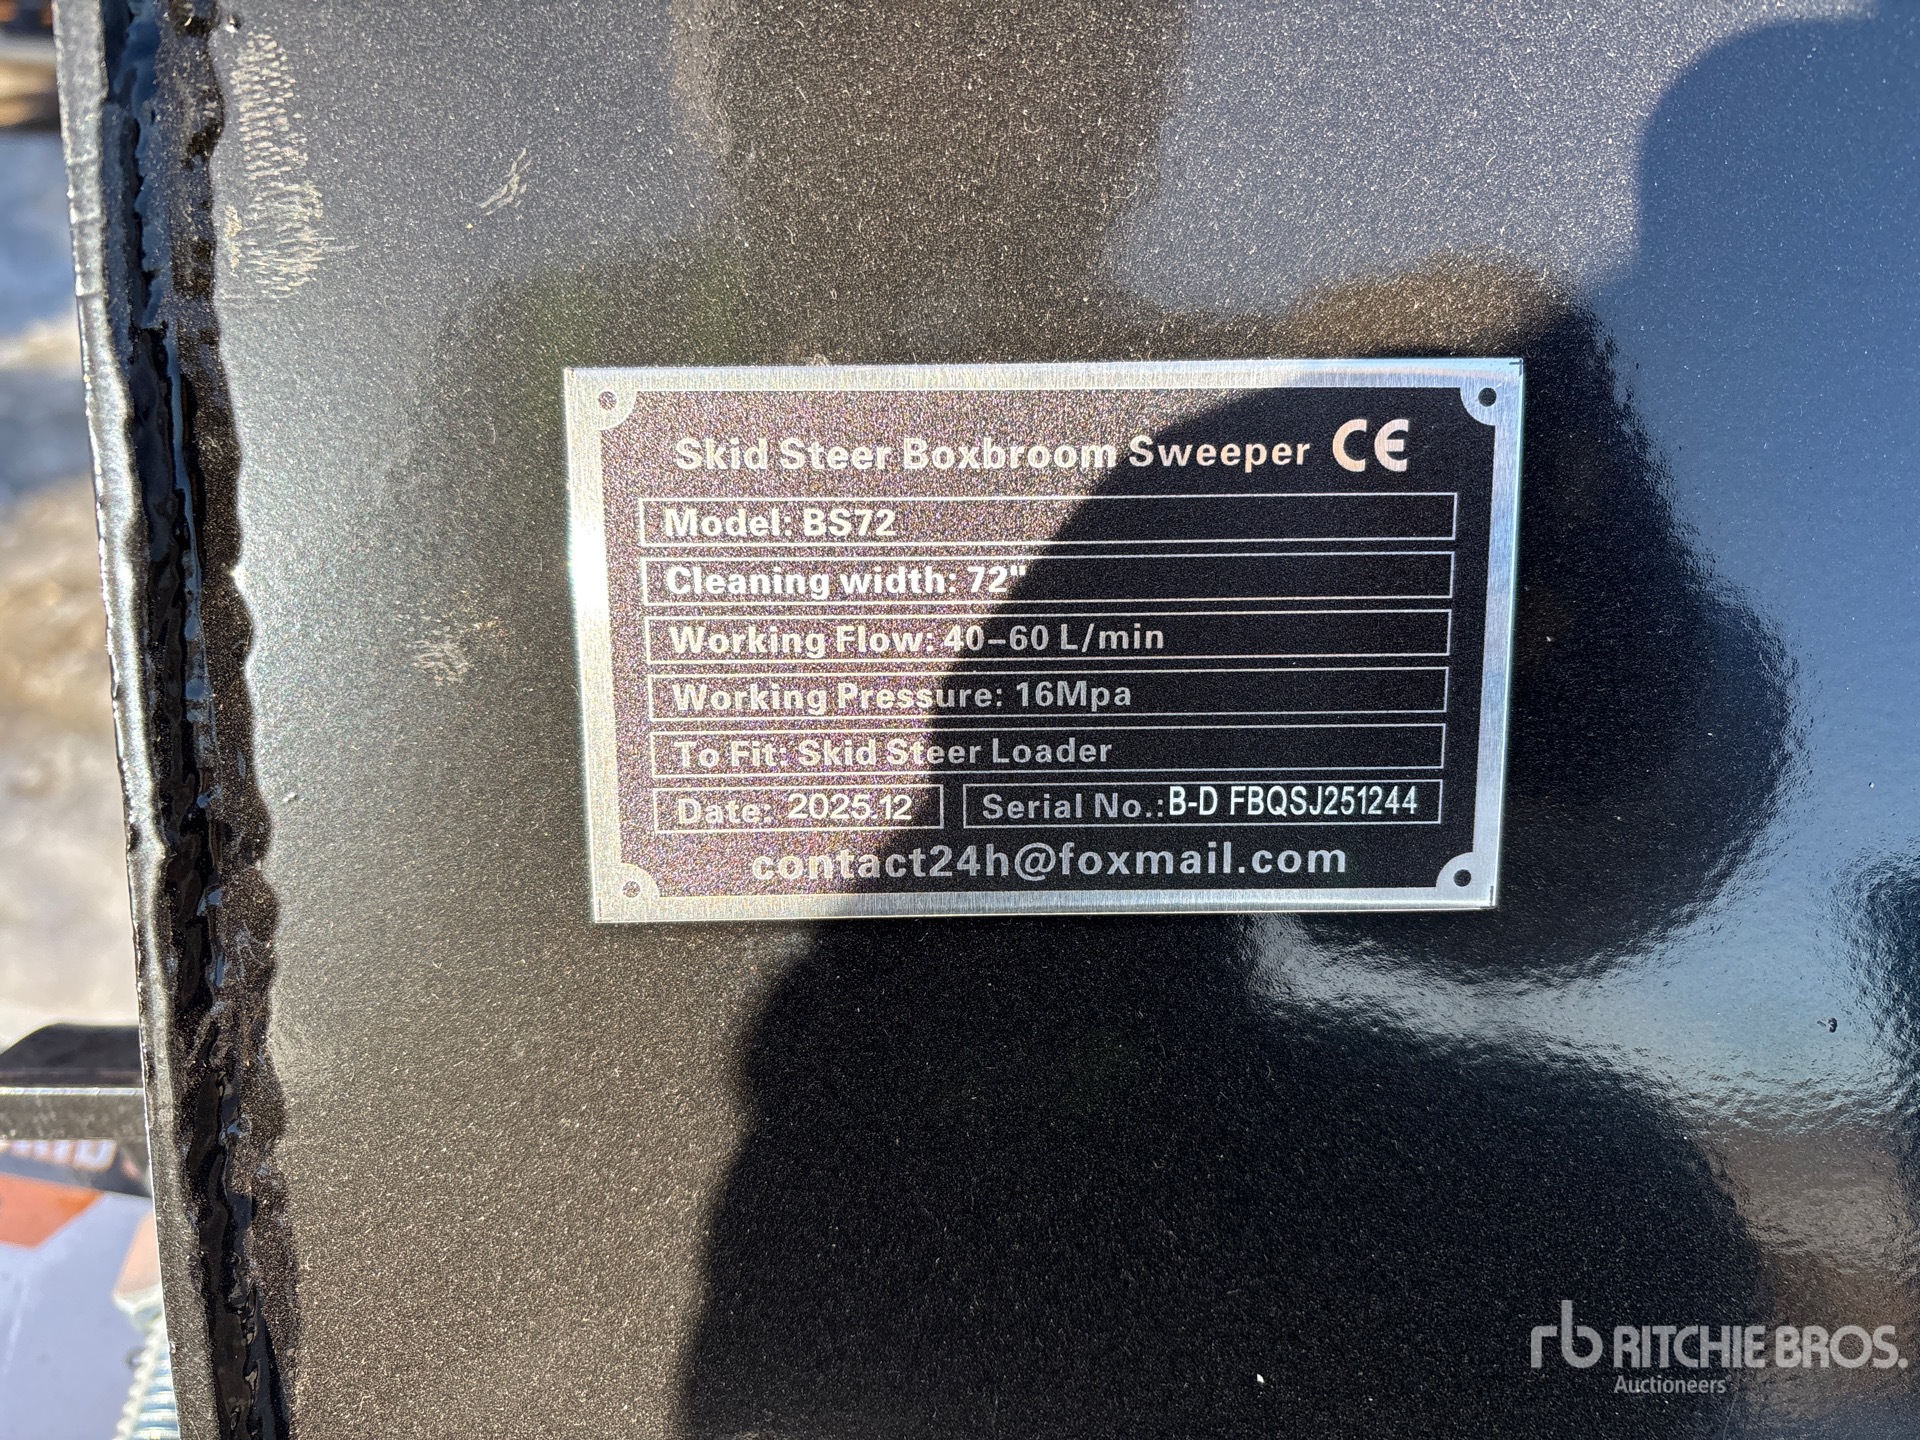 Skid Steer Boxbroom Sweeper CE
Model: BS72
Cleaning width: 72"
Working Flow: 40-60 L/min
Working Pressure: 16Mpa
To Fit: Skid Steer Loader
Date: 2025.12 Serial No.: B-D FBQSJ251244
contact24h@foxmail.com
rb RITCHIE BROS.
Auctioneers